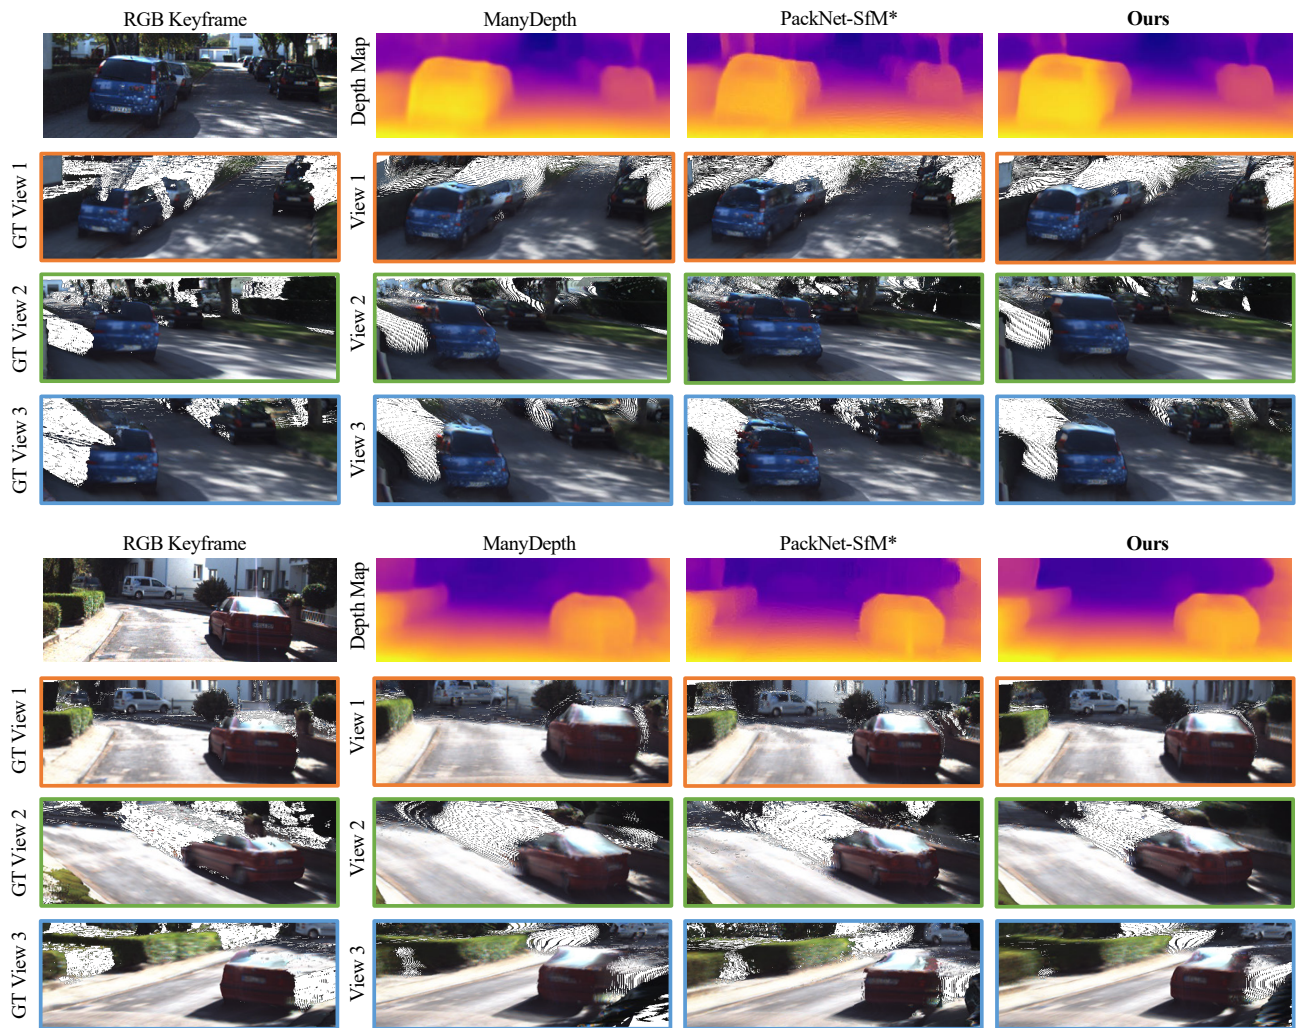 RGB Keyframe ManyDepth PackNet-SfM* Ours
Depth Map
GT View 1
View 1
GT View 2
View 2
GT View 3
View 3
RGB Keyframe ManyDepth PackNet-SfM* Ours
Depth Map
GT View 1
View 1
GT View 2
View 2
GT View 3
View 3